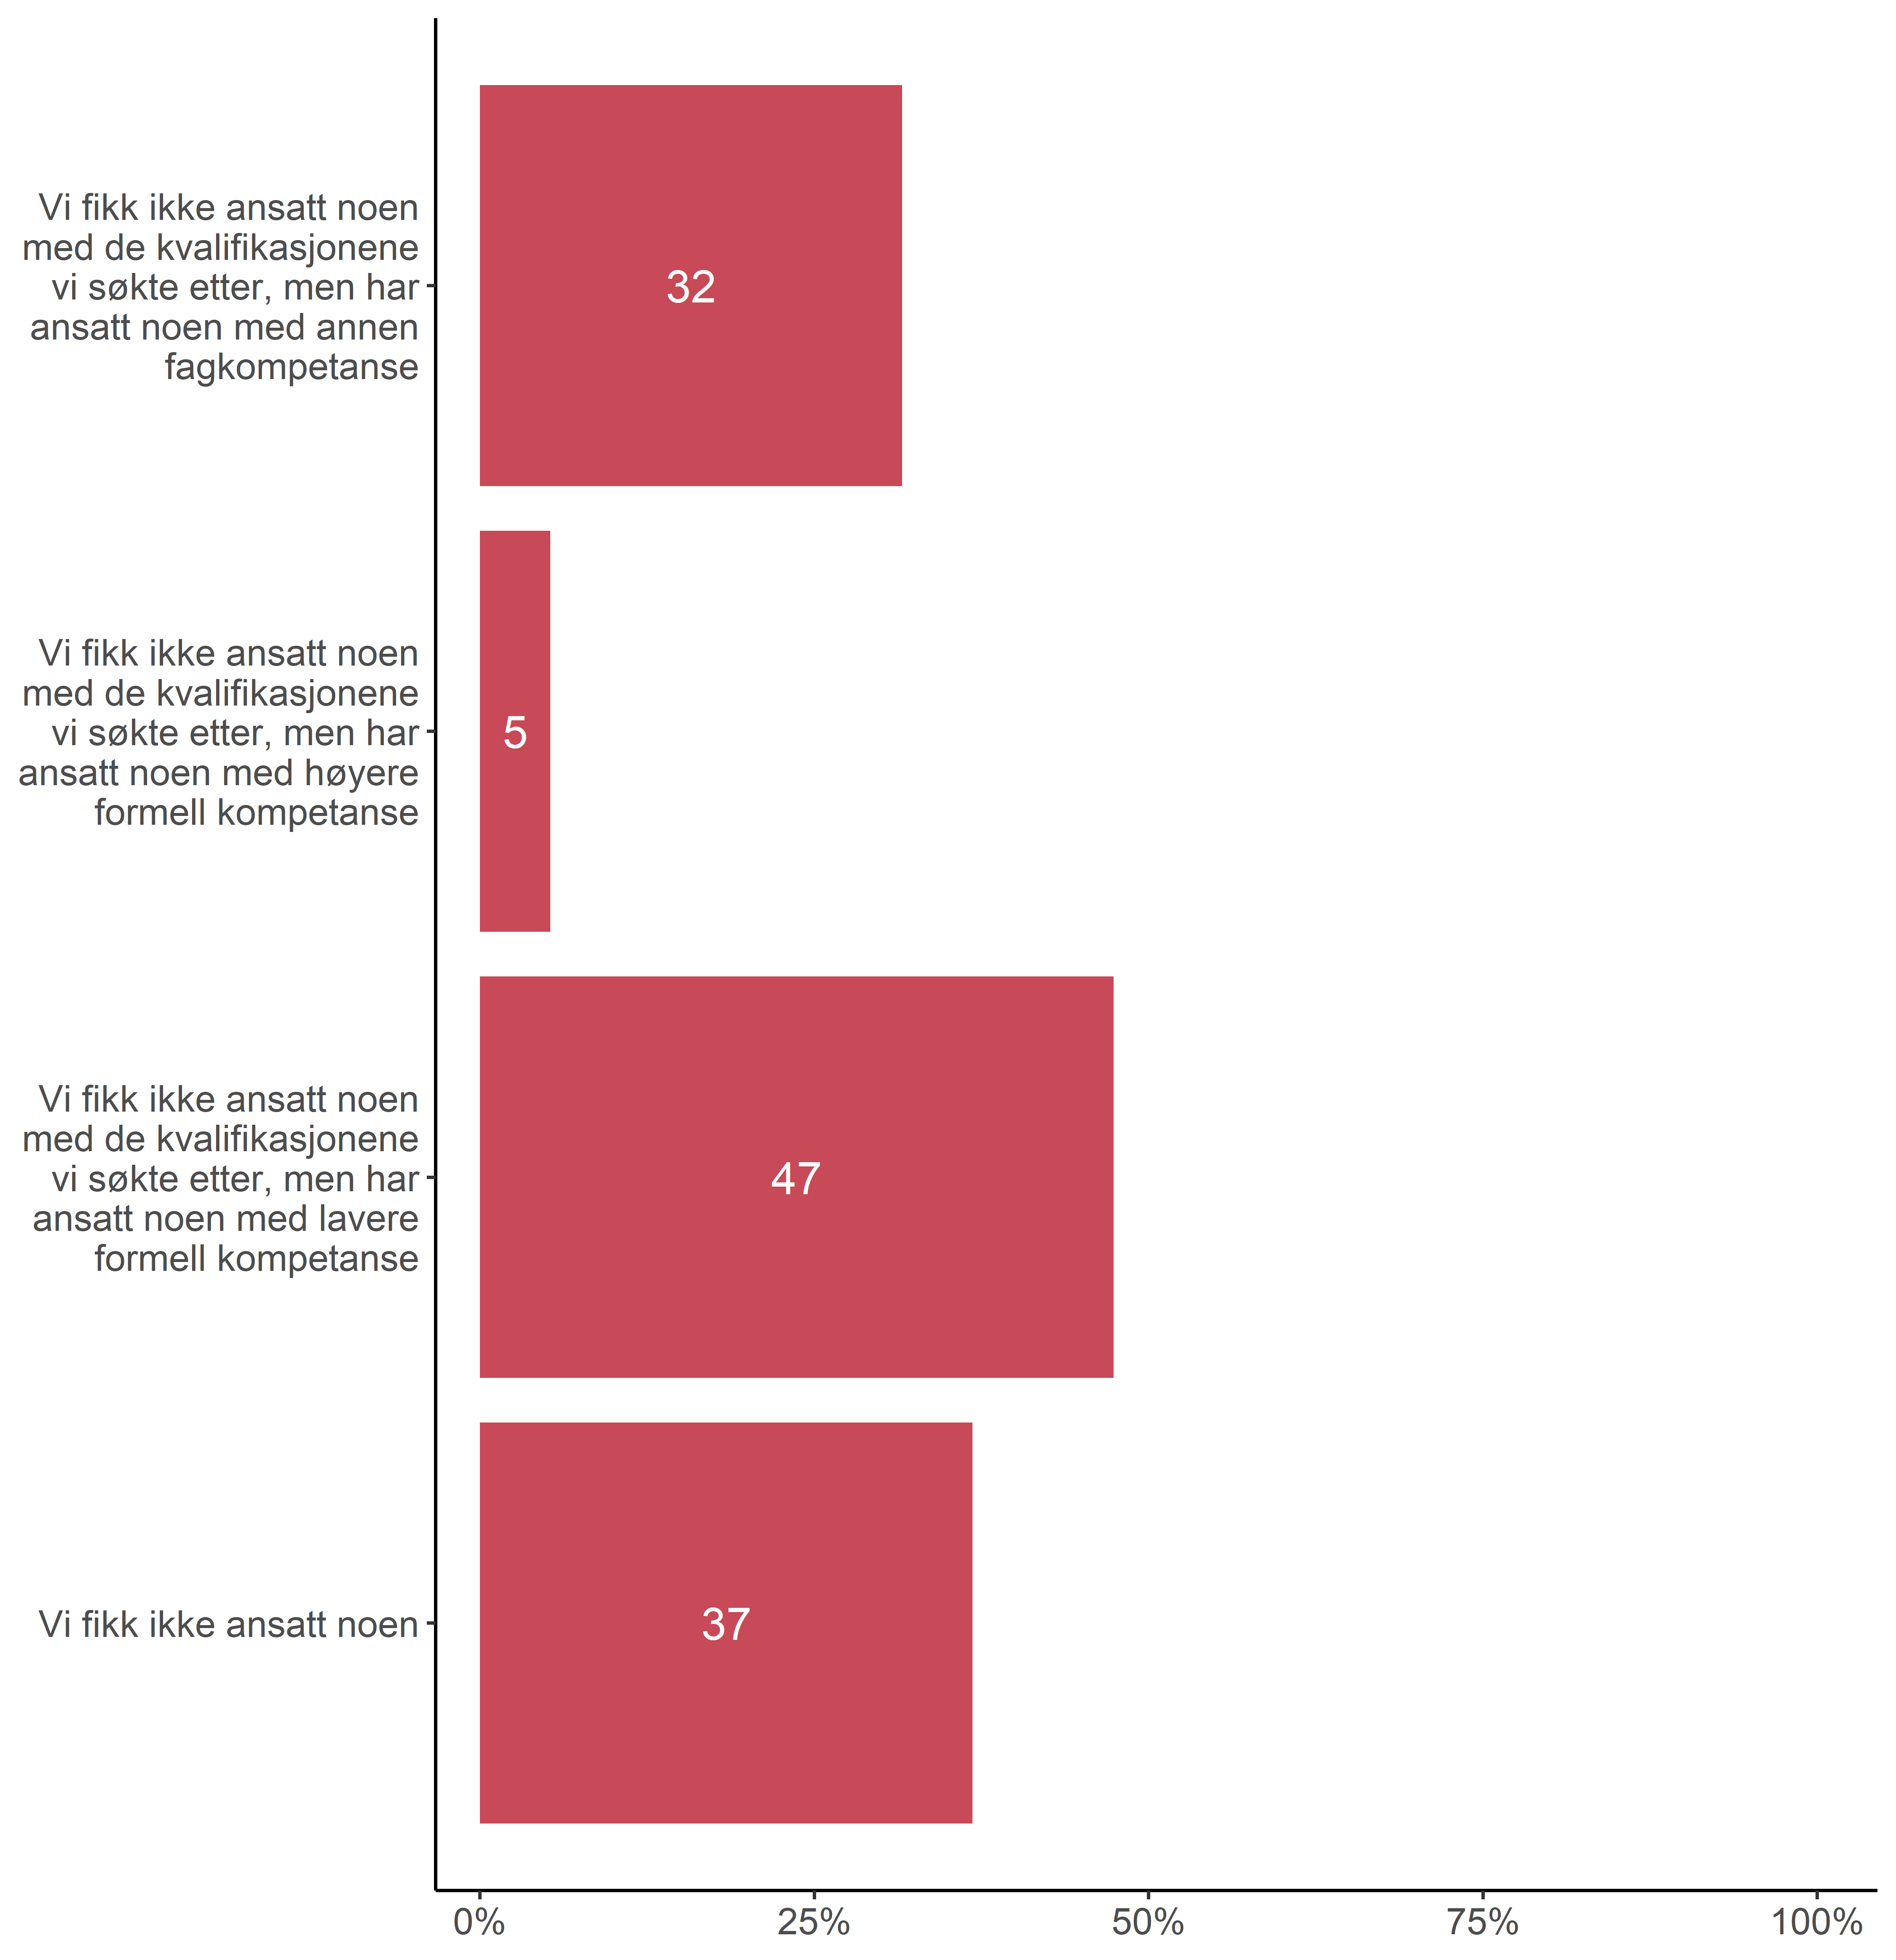 Vi fikk ikke ansatt noen
med de kvalifikasjonene
vi søkte etter, men har
ansatt noen med annen
fagkompetanse
32
Vi fikk ikke ansatt noen
med de kvalifikasjonene
vi søkte etter, men har
ansatt noen med høyere
formell kompetanse
5
Vi fikk ikke ansatt noen
med de kvalifikasjonene
vi søkte etter, men har
ansatt noen med lavere
formell kompetanse
47
Vi fikk ikke ansatt noen
37
0% 25% 50% 75% 100%